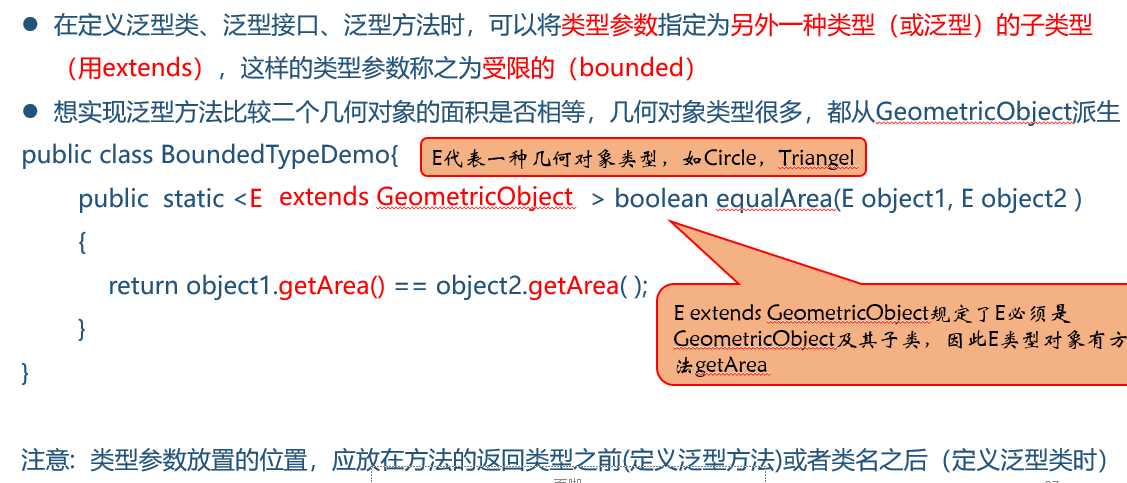 ● 在定义泛型类、泛型接口、泛型方法时，可以将类型参数指定为另外一种类型（或泛型）的子类型
（用extends），这样的类型参数称之为受限的（bounded）
● 想实现泛型方法比较二个几何对象的面积是否相等，几何对象类型很多，都从GeometricObject派生
public class BoundedTypeDemo{
E代表一种几何对象类型，如Circle，Triangel
public static <E extends GeometricObject > boolean equalArea(E object1, E object2 )
{
return object1.getArea() == object2.getArea( );
}
}
E extends GeometricObject规定了E必须是
GeometricObject及其子类，因此E类型对象有方
法getArea
注意：类型参数放置的位置，应放在方法的返回类型之前(定义泛型方法)或者类名之后（定义泛型类时）